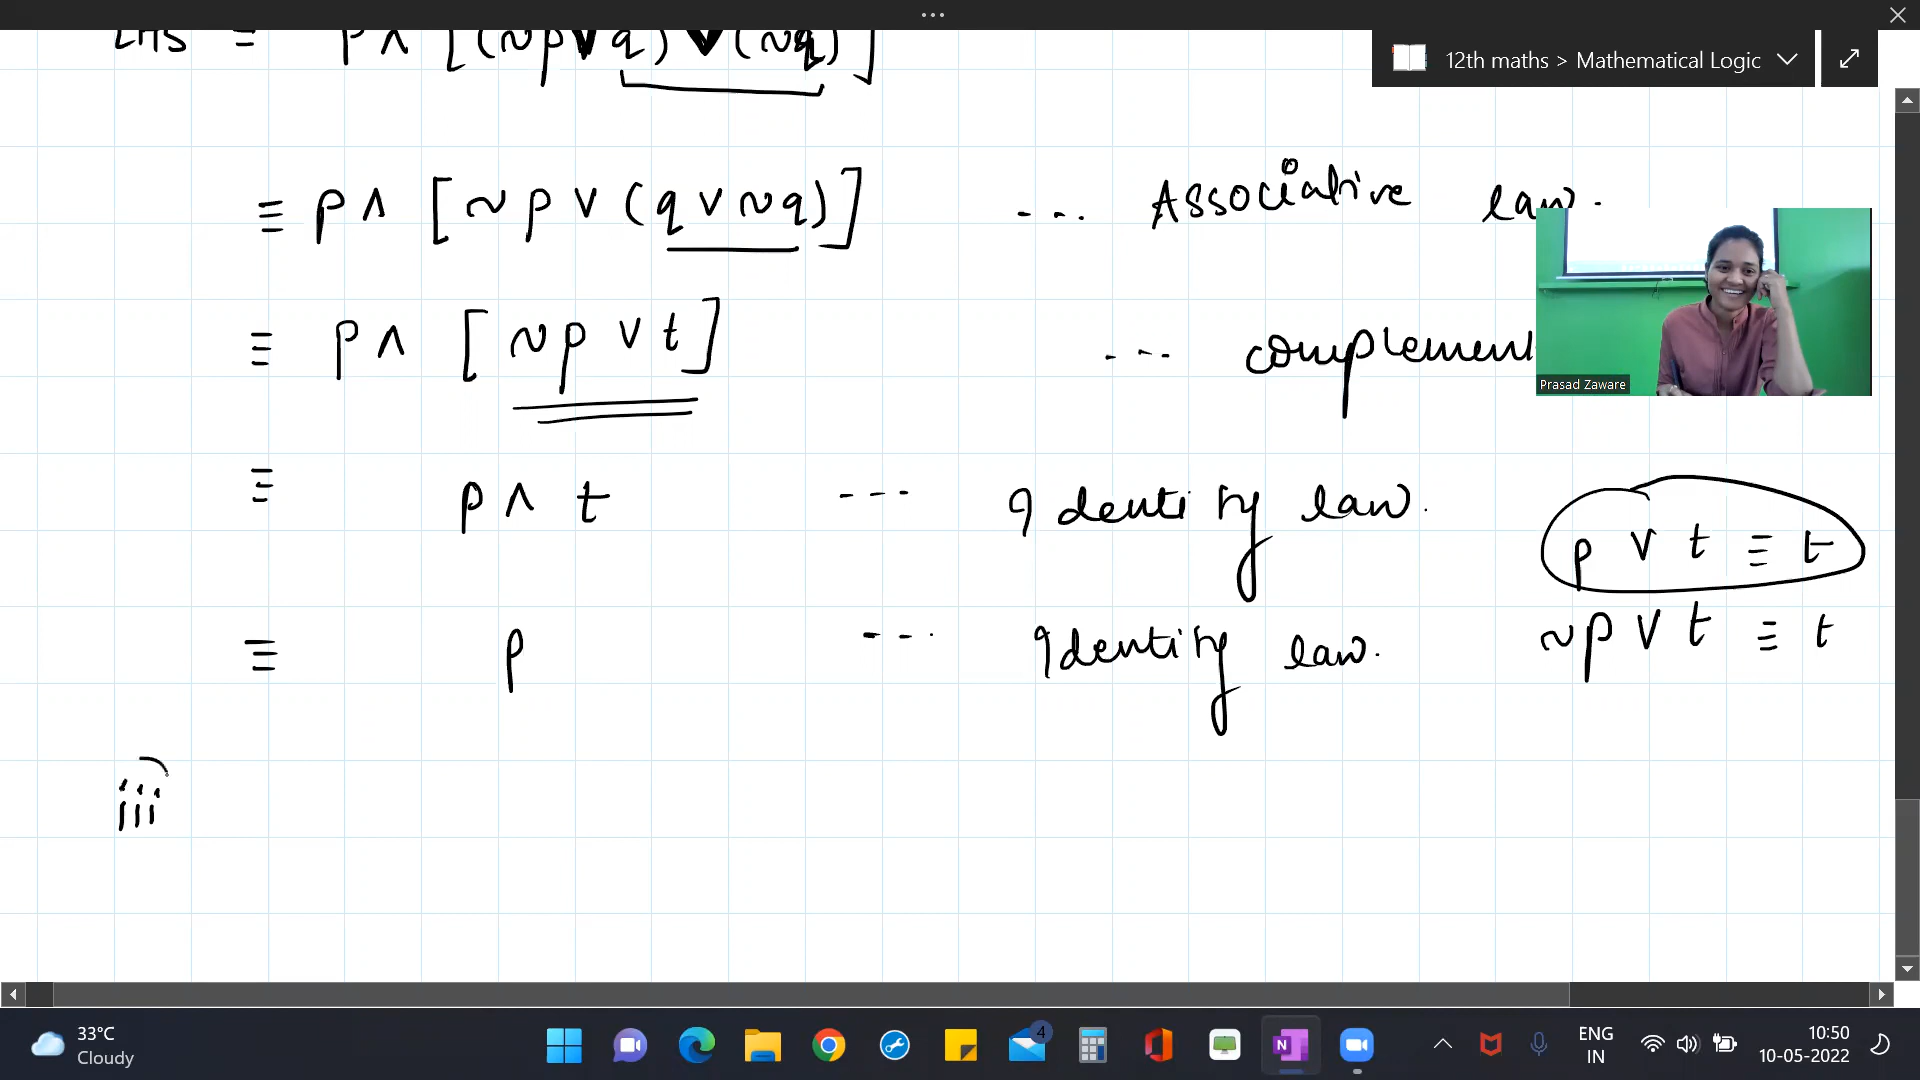 LHS ≡ p ∧ [(~p ∨ q) ∨ (~q)]
12th maths > Mathematical Logic
≡ p ∧ [~p ∨ (q ∨ ~q)] --- Associative law.
≡ p ∧ [~p ∨ t] --- complement
Prasad Zaware
≡ p ∧ t --- Identity law.
p ∨ t ≡ t
≡ p --- Identity law.
~p ∨ t ≡ t
iii
33°C
Cloudy
4
N
ENG
IN
10:50
10-05-2022